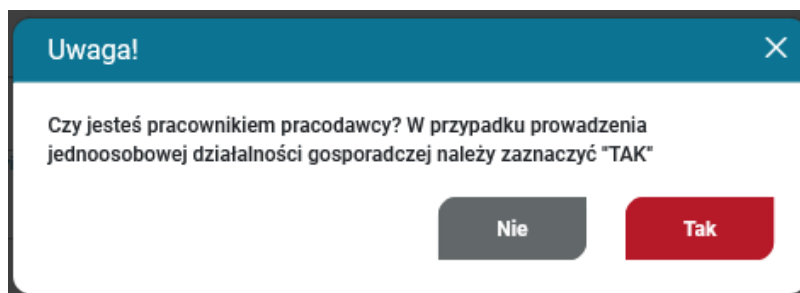 Uwaga!
Czy jesteś pracownikiem pracodawcy? W przypadku prowadzenia
jednoosobowej działalności gosporadczej należy zaznaczyć "TAK"
Nie
Tak